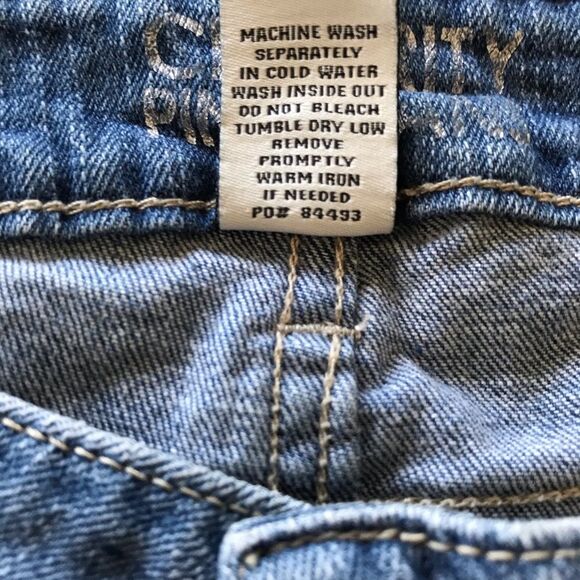 MACHINE WASH
SEPARATELY
IN COLD WATER
WASH INSIDE OUT
DO NOT BLEACH
TUMBLE DRY LOW
REMOVE
PROMPTLY
WARM IRON
IF NEEDED
PO# 84493